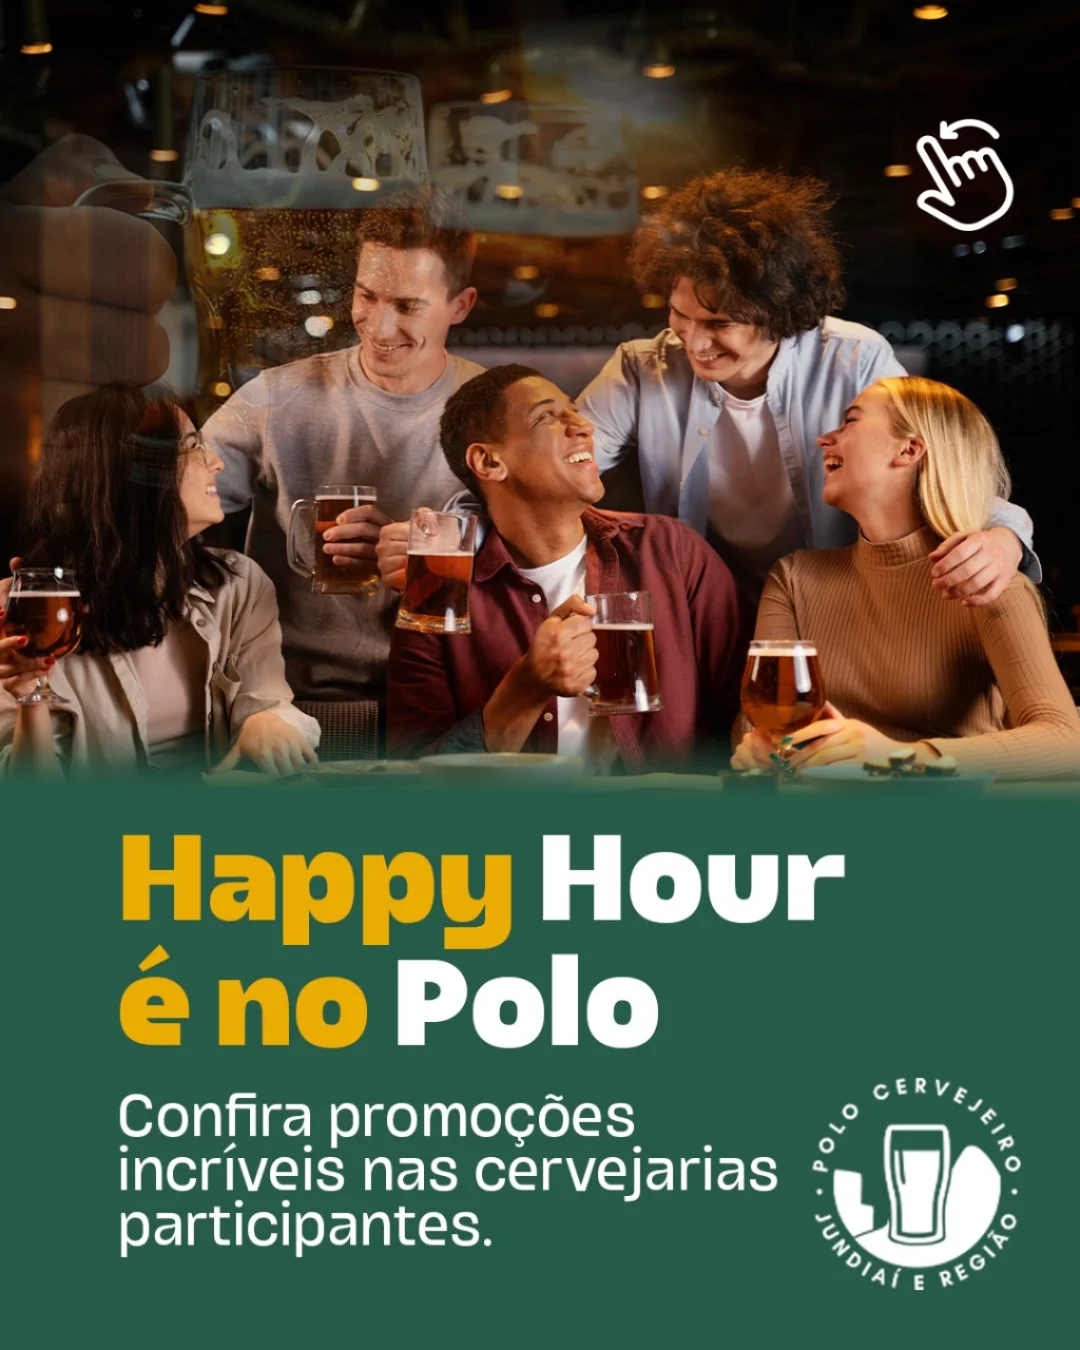 Happy Hour
é no Polo
Confira promoções
incríveis nas cervejarias
participantes.
POLO CERVEJEIRO
JUNDIAÍ E REGIÃO